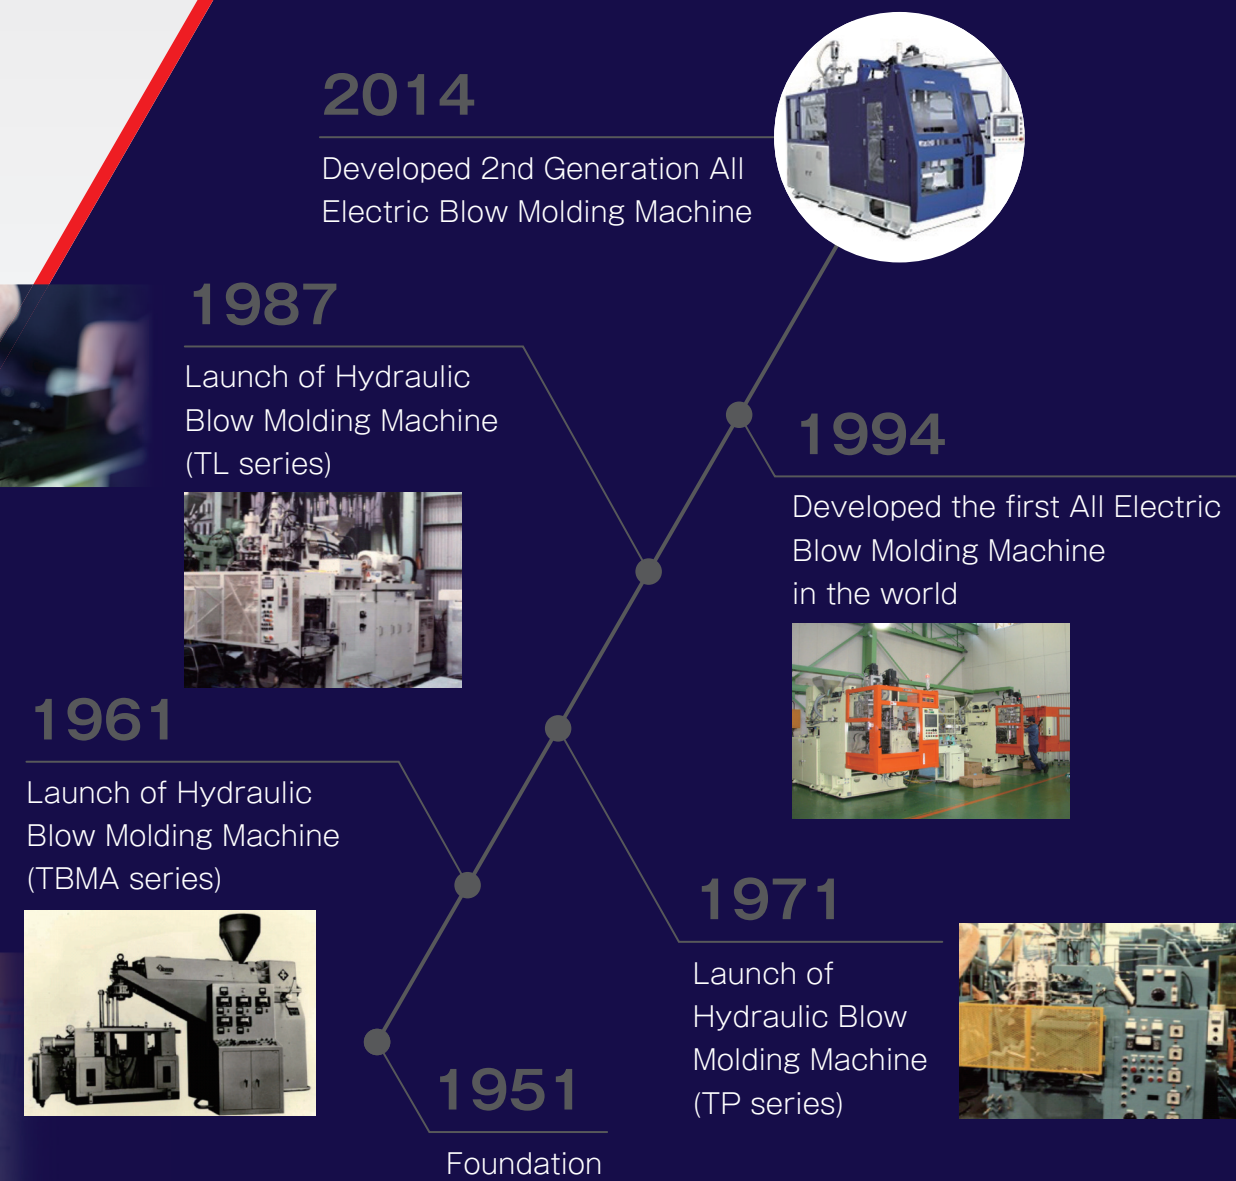 2014
Developed 2nd Generation All
Electric Blow Molding Machine
1987
Launch of Hydraulic
Blow Molding Machine
(TL series)
1994
Developed the first All Electric
Blow Molding Machine
in the world
1961
Launch of Hydraulic
Blow Molding Machine
(TBMA series)
1971
Launch of
Hydraulic Blow
Molding Machine
(TP series)
1951
Foundation